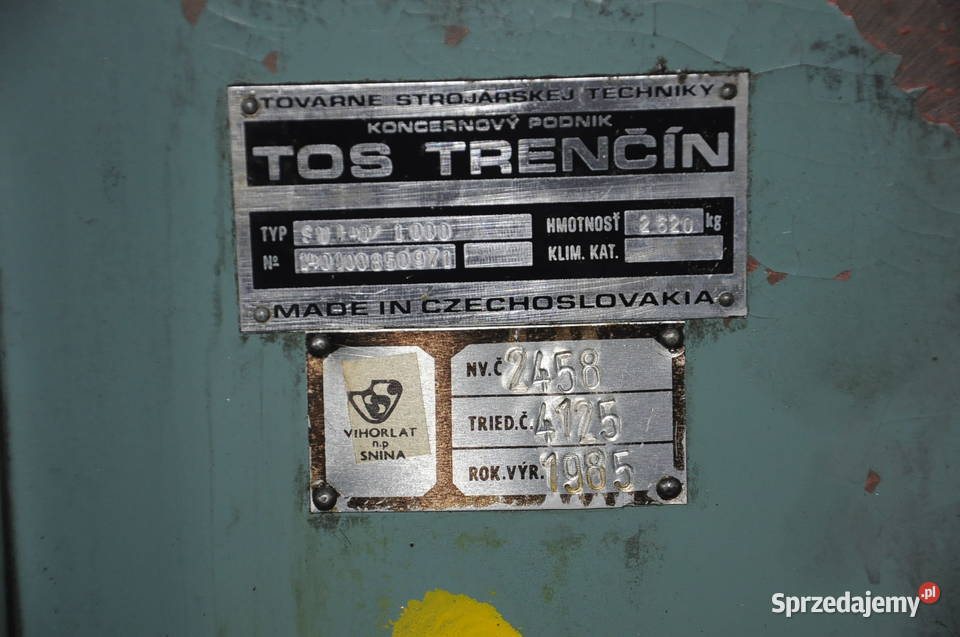 TOVARNE STROJÁRSKEJ TECHNIKY
KONCERNOVÝ PODNIK
TOS TRENČÍN
TYP 1000 HMOTNOSŤ 2620 kg
Nº KLIM. KAT.
MADE IN CZECHOSLOVAKIA
VIHORLAT
n.p
SNINA
NV.Č 2458
TRIED.Č. 4125
ROK.VÝR. 1985
Sprzedajemy.pl